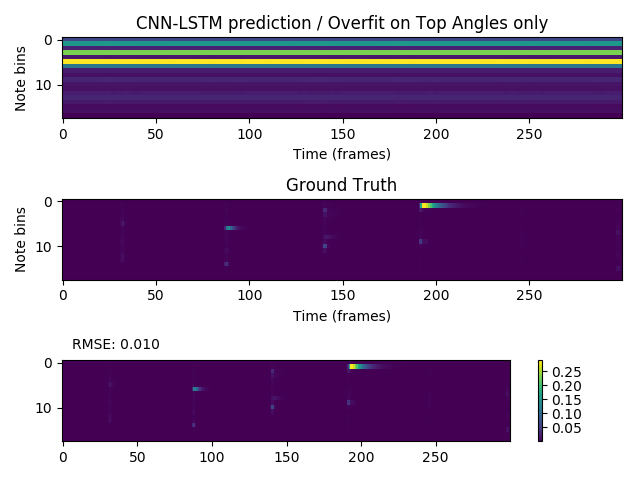 CNN-LSTM prediction / Overfit on Top Angles only
0
10
Note bins
0 50 100 150 200 250
Time (frames)
Ground Truth
0
10
Note bins
0 50 100 150 200 250
Time (frames)
RMSE: 0.010
0
10
0 50 100 150 200 250
0.25
0.20
0.15
0.10
0.05